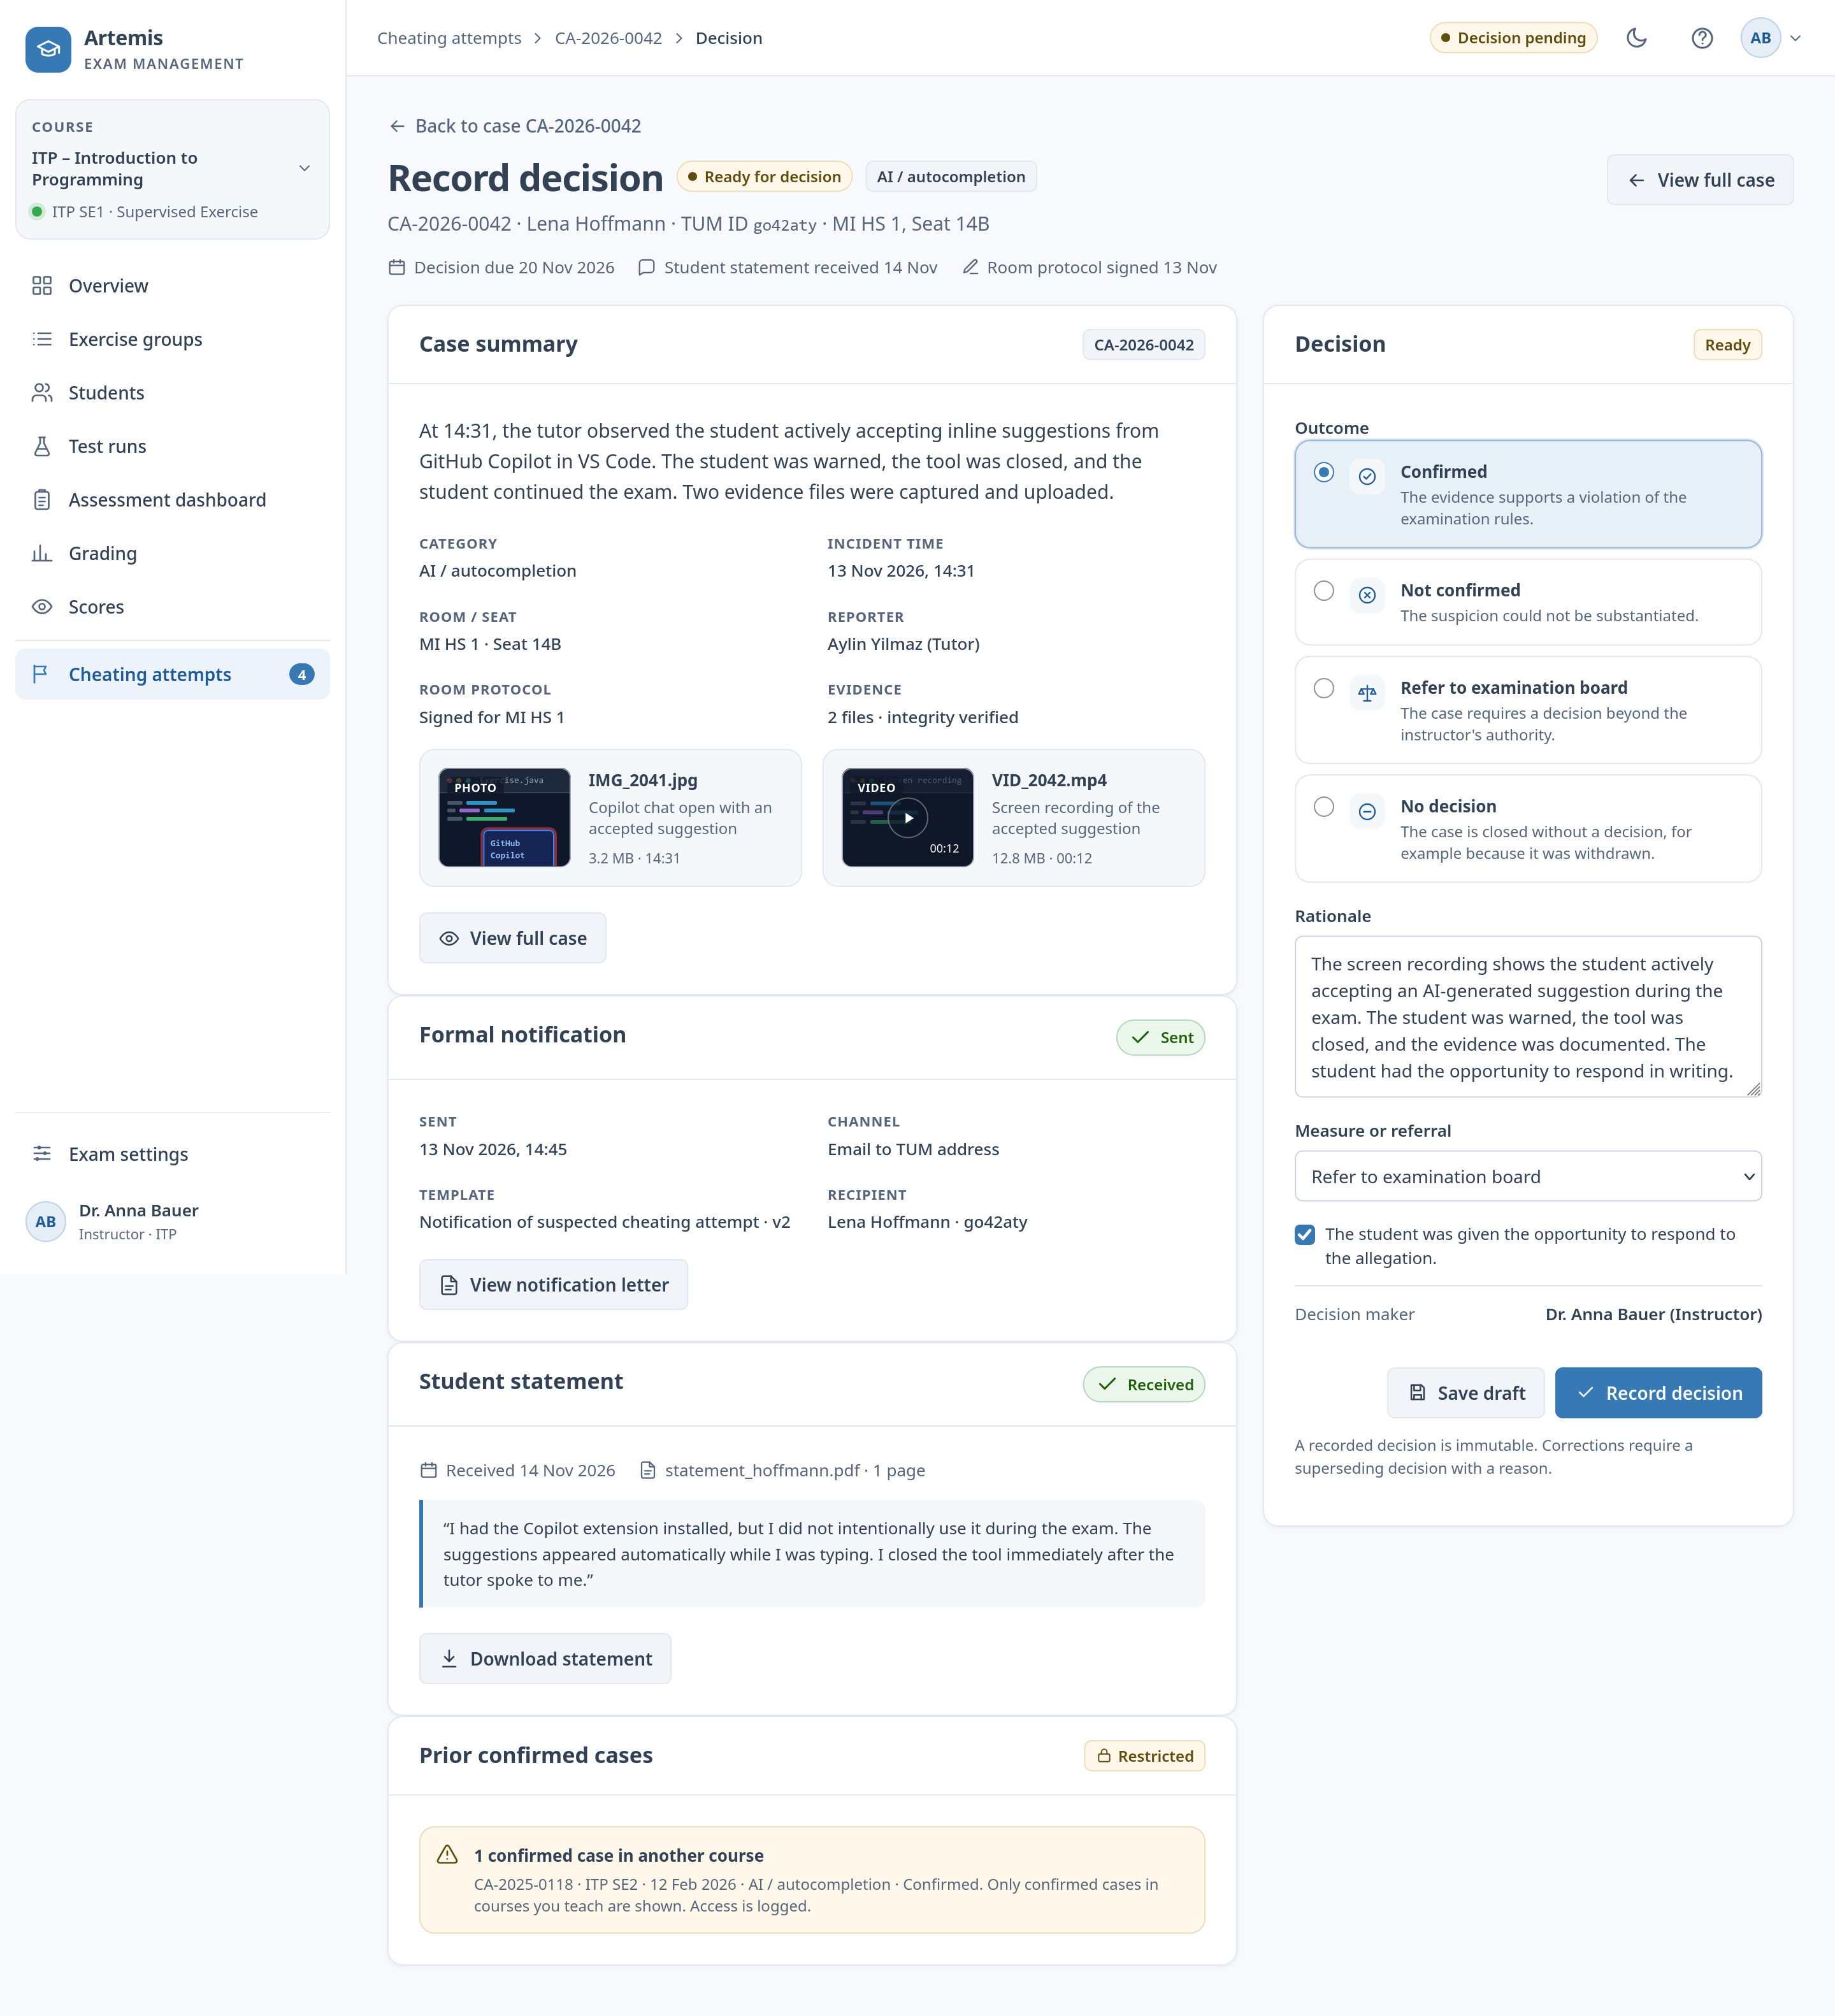 Artemis
EXAM MANAGEMENT
COURSE
ITP – Introduction to
Programming
ITP SE1 · Supervised Exercise
Overview
Exercise groups
Students
Test runs
Assessment dashboard
Grading
Scores
Cheating attempts
4
Exam settings
AB
Dr. Anna Bauer
Instructor · ITP
Cheating attempts
CA-2026-0042
Decision
Decision pending
AB
Back to case CA-2026-0042
Record decision
Ready for decision
AI / autocompletion
View full case
CA-2026-0042 · Lena Hoffmann · TUM ID go42aty · MI HS 1, Seat 14B
Decision due 20 Nov 2026
Student statement received 14 Nov
Room protocol signed 13 Nov
Case summary
CA-2026-0042
At 14:31, the tutor observed the student actively accepting inline suggestions from
GitHub Copilot in VS Code. The student was warned, the tool was closed, and the
student continued the exam. Two evidence files were captured and uploaded.
CATEGORY
AI / autocompletion
INCIDENT TIME
13 Nov 2026, 14:31
ROOM / SEAT
MI HS 1 · Seat 14B
REPORTER
Aylin Yilmaz (Tutor)
ROOM PROTOCOL
Signed for MI HS 1
EVIDENCE
2 files · integrity verified
PHOTO
GitHub
Copilot
IMG_2041.jpg
Copilot chat open with an
accepted suggestion
3.2 MB · 14:31
VIDEO
recording
00:12
VID_2042.mp4
Screen recording of the
accepted suggestion
12.8 MB · 00:12
View full case
Formal notification
Sent
SENT
13 Nov 2026, 14:45
CHANNEL
Email to TUM address
TEMPLATE
Notification of suspected cheating attempt · v2
RECIPIENT
Lena Hoffmann · go42aty
View notification letter
Student statement
Received
Received 14 Nov 2026
statement_hoffmann.pdf · 1 page
“I had the Copilot extension installed, but I did not intentionally use it during the exam. The
suggestions appeared automatically while I was typing. I closed the tool immediately after the
tutor spoke to me.”
Download statement
Prior confirmed cases
Restricted
1 confirmed case in another course
CA-2025-0118 · ITP SE2 · 12 Feb 2026 · AI / autocompletion · Confirmed. Only confirmed cases in
courses you teach are shown. Access is logged.
Decision
Ready
Outcome
Confirmed
The evidence supports a violation of the
examination rules.
Not confirmed
The suspicion could not be substantiated.
Refer to examination board
The case requires a decision beyond the
instructor's authority.
No decision
The case is closed without a decision, for
example because it was withdrawn.
Rationale
The screen recording shows the student actively
accepting an AI-generated suggestion during the
exam. The student was warned, the tool was
closed, and the evidence was documented. The
student had the opportunity to respond in writing.
Measure or referral
Refer to examination board
The student was given the opportunity to respond to
the allegation.
Decision maker
Dr. Anna Bauer (Instructor)
Save draft
Record decision
A recorded decision is immutable. Corrections require a
superseding decision with a reason.